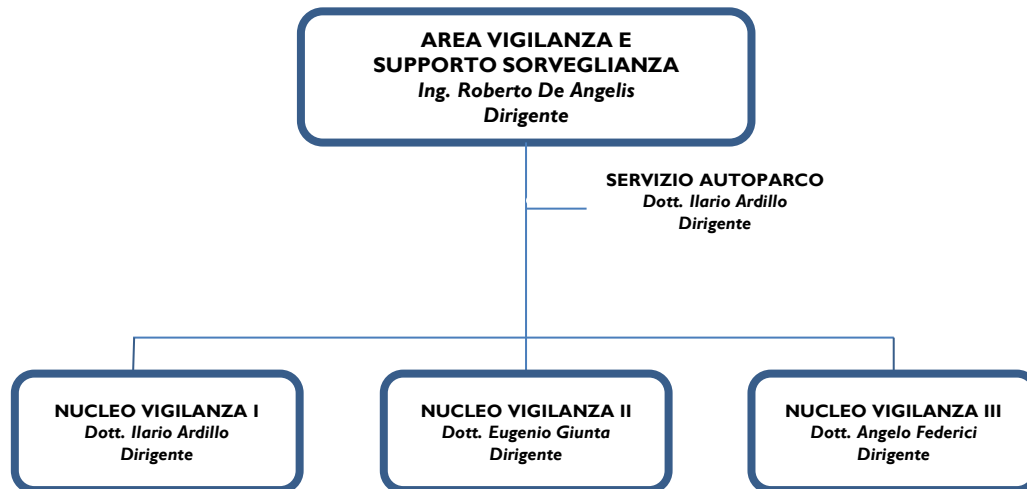 AREA VIGILANZA E
SUPPORTO SORVEGLIANZA
Ing. Roberto De Angelis
Dirigente
SERVIZIO AUTOPARCO
Dott. Ilario Ardillo
Dirigente
NUCLEO VIGILANZA I
Dott. Ilario Ardillo
Dirigente
NUCLEO VIGILANZA II
Dott. Eugenio Giunta
Dirigente
NUCLEO VIGILANZA III
Dott. Angelo Federici
Dirigente